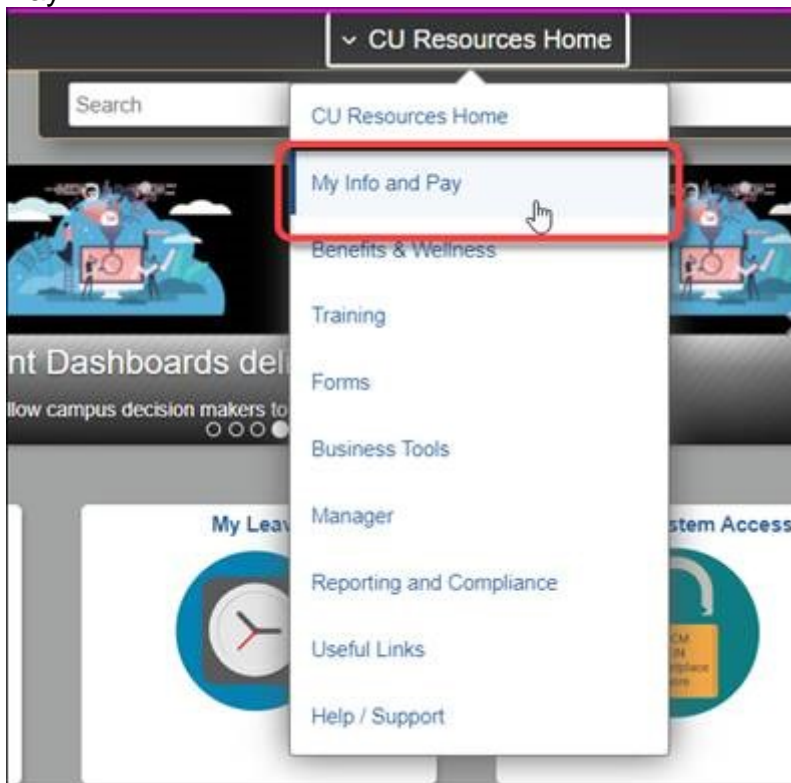 CU Resources Home
Search
CU Resources Home
My Info and Pay
Benefits & Wellness
Training
Forms
Business Tools
Manager
Reporting and Compliance
Useful Links
Help / Support
nt Dashboards deli
llow campus decision makers to
My Leav
stem Access
IN